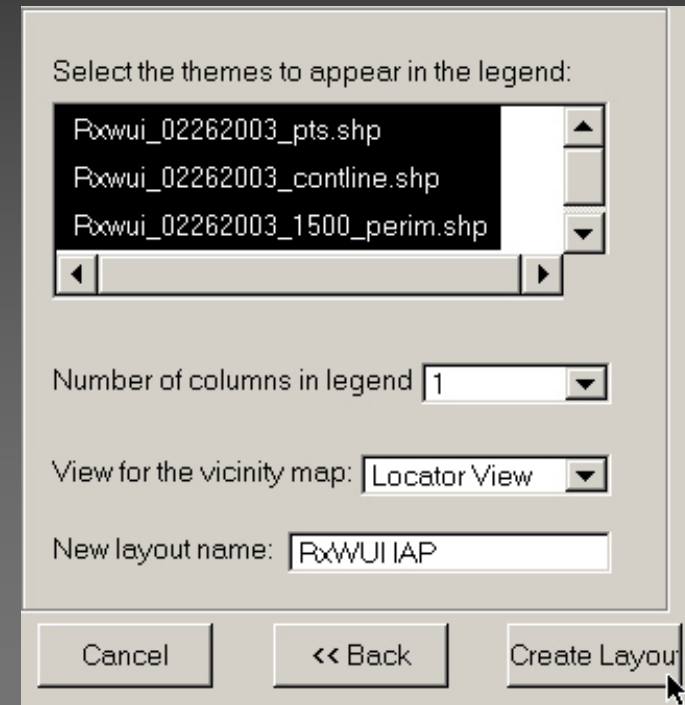 Select the themes to appear in the legend:
Rxwui_02262003_pts.shp
Rxwui_02262003_contline.shp
Rxwui_02262003_1500_perim.shp
Number of columns in legend 1
View for the vicinity map: Locator View
New layout name: RxWUI IAP
Cancel << Back Create Layou